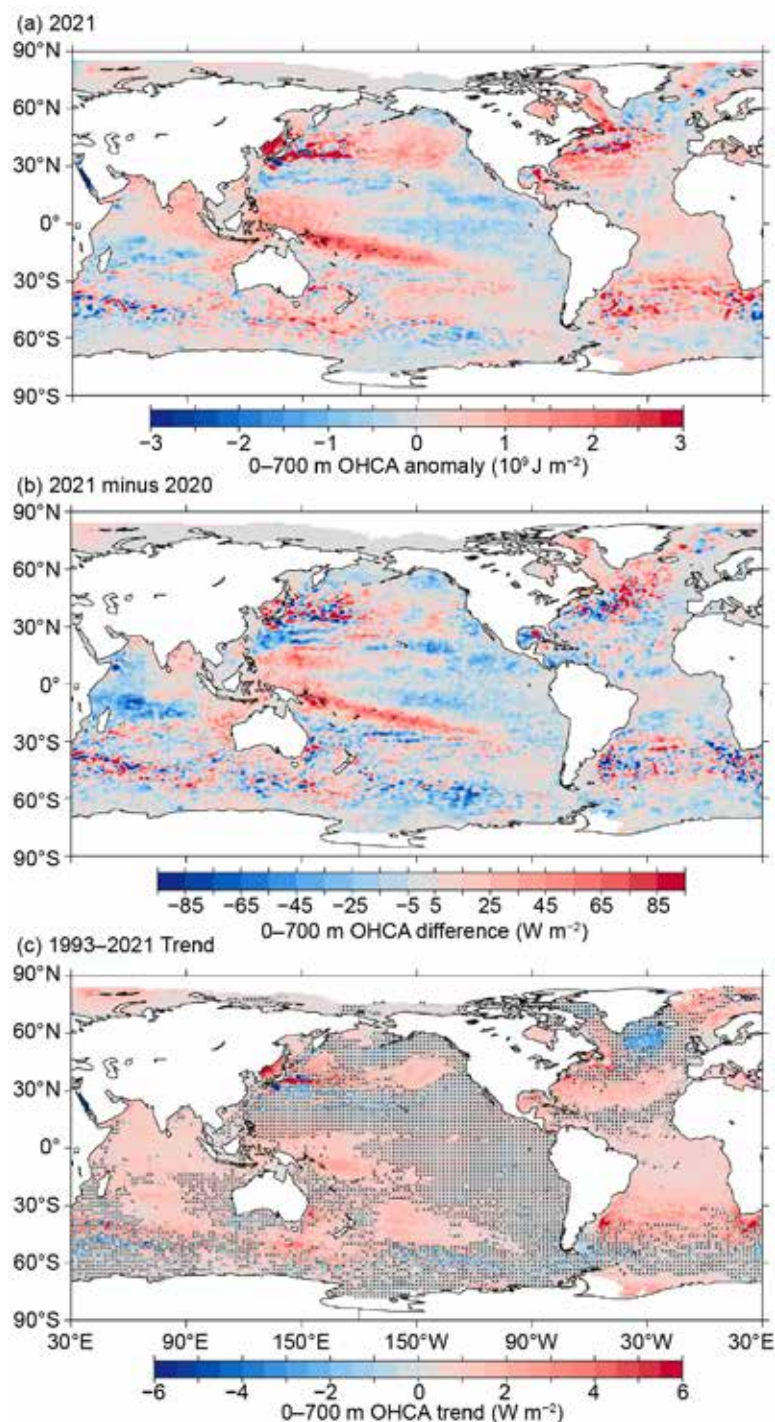 (a) 2021
90°N
60°N
30°N
0°
30°S
60°S
90°S
−3 −2 −1 0 1 2 3
0–700 m OHCA anomaly (10⁹ J m⁻²)
(b) 2021 minus 2020
90°N
60°N
30°N
0°
30°S
60°S
90°S
−85 −65 −45 −25 −5 5 25 45 65 85
0–700 m OHCA difference (W m⁻²)
(c) 1993–2021 Trend
90°N
60°N
30°N
0°
30°S
60°S
90°S
30°E 90°E 150°E 150°W 90°W 30°W 30°E
−6 −4 −2 0 2 4 6
0–700 m OHCA trend (W m⁻²)